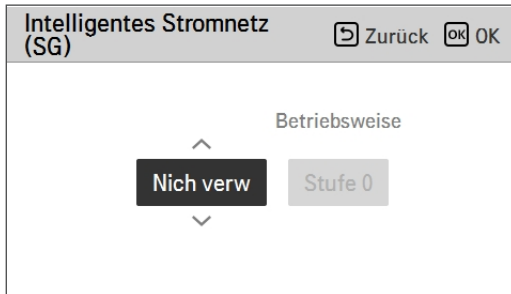 Intelligentes Stromnetz
(SG)
Zurück OK OK
Betriebsweise
Nich verw Stufe 0